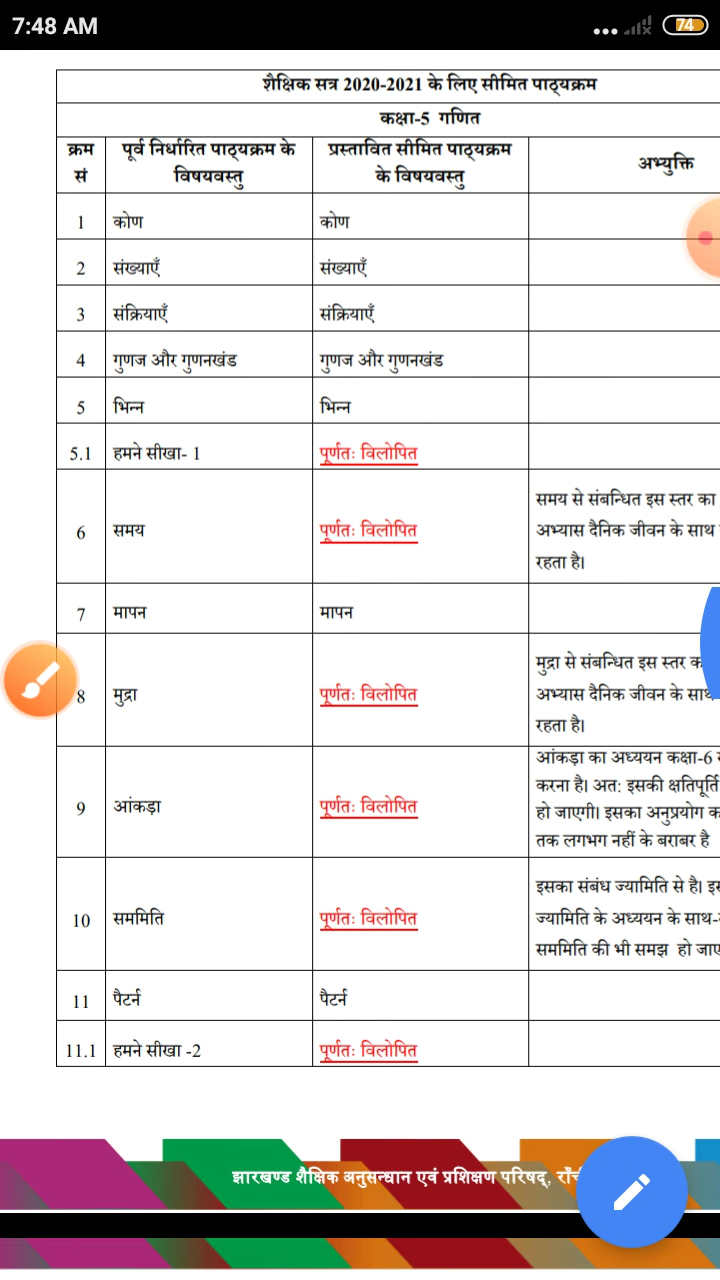 7:48 AM
74
शैक्षिक सत्र 2020-2021 के लिए सीमित पाठ्यक्रम
कक्षा-5 गणित
क्रम सं
पूर्व निर्धारित पाठ्यक्रम के विषयवस्तु
प्रस्तावित सीमित पाठ्यक्रम के विषयवस्तु
अभ्युक्ति
1 कोण कोण
2 संख्याएँ संख्याएँ
3 संक्रियाएँ संक्रियाएँ
4 गुणज और गुणनखंड गुणज और गुणनखंड
5 भिन्न भिन्न
5.1 हमने सीखा- 1 पूर्णतः विलोपित
6 समय पूर्णतः विलोपित
समय से संबन्धित इस स्तर का
अभ्यास दैनिक जीवन के साथ
रहता है।
7 मापन मापन
8 मुद्रा पूर्णतः विलोपित
मुद्रा से संबन्धित इस स्तर
अभ्यास दैनिक जीवन के
रहता है।
9 आंकड़ा पूर्णतः विलोपित
आंकड़ा का अध्ययन कक्षा-6
करना है। अत: इसकी क्षतिपूर्ति
हो जाएगी। इसका अनुप्रयोग
तक लगभग नहीं के बराबर है
10 सममिति पूर्णतः विलोपित
इसका संबंध ज्यामिति से है।
ज्यामिति के अध्ययन के साथ-
सममिति की भी समझ हो
11 पैटर्न पैटर्न
11.1 हमने सीखा -2 पूर्णतः विलोपित
झारखण्ड शैक्षिक अनुसन्धान एवं प्रशिक्षण परिषद्,